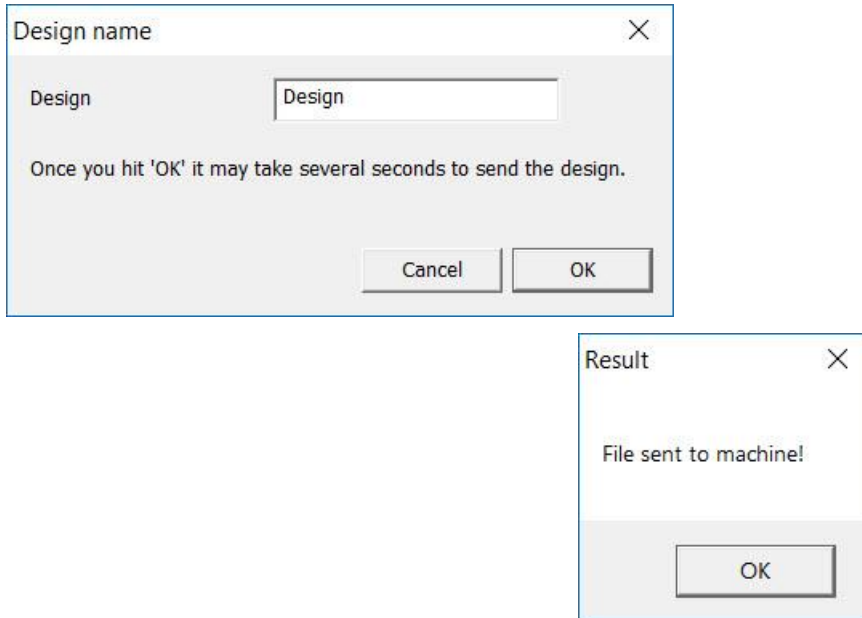 Design name
Design
Design
Once you hit 'OK' it may take several seconds to send the design.
Cancel
OK
Result
File sent to machine!
OK